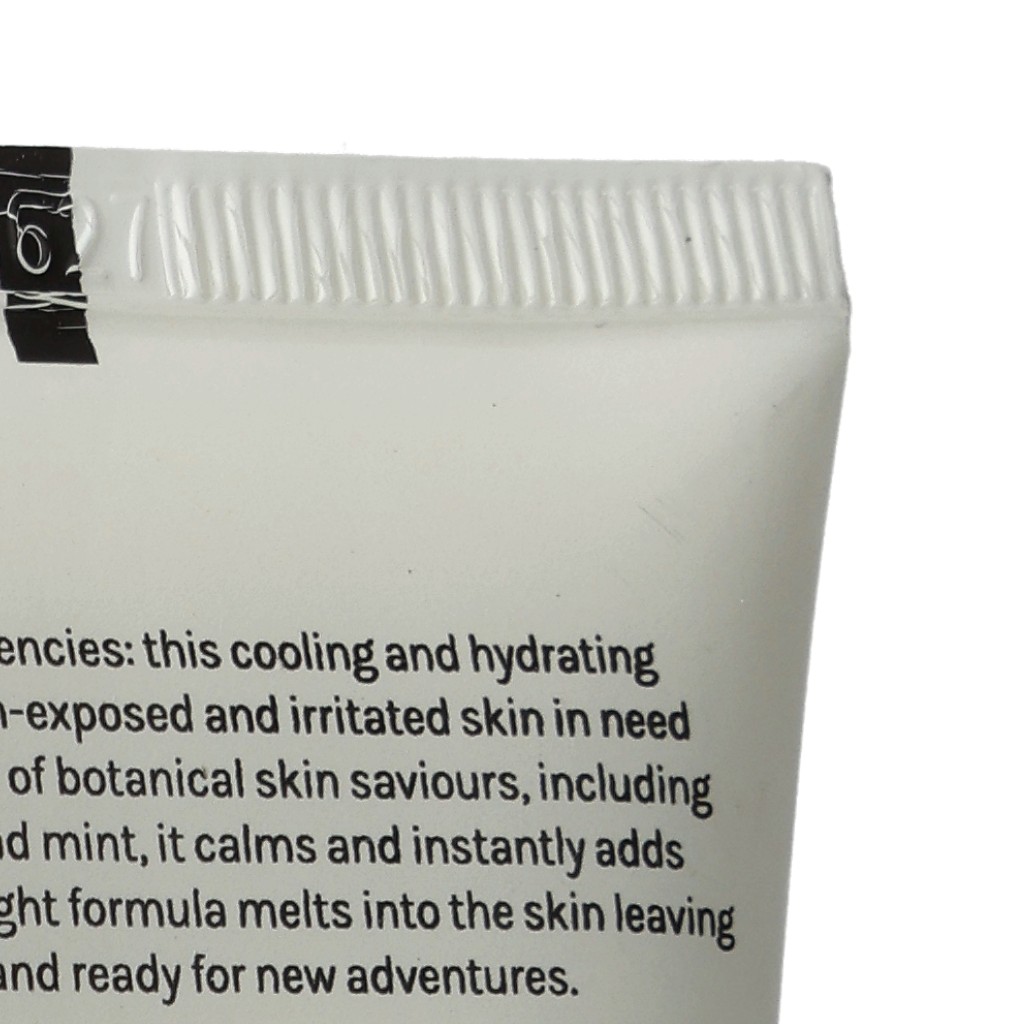 encies: this cooling and hydrating
-exposed and irritated skin in need
of botanical skin saviours, including
d mint, it calms and instantly adds
ght formula melts into the skin leaving
and ready for new adventures.